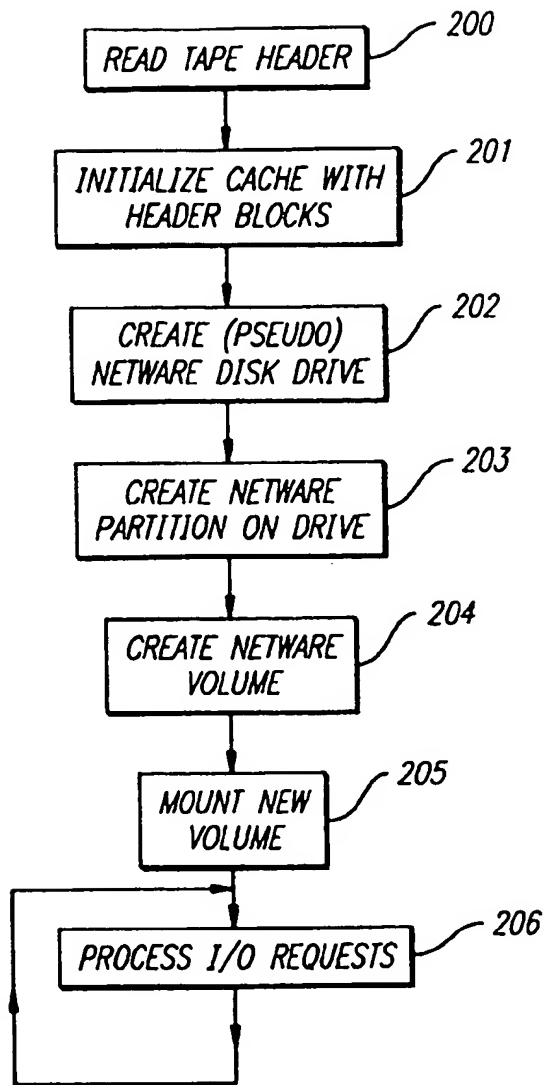 200
READ TAPE HEADER
201
INITIALIZE CACHE WITH
HEADER BLOCKS
202
CREATE (PSEUDO)
NETWARE DISK DRIVE
203
CREATE NETWARE
PARTITION ON DRIVE
204
CREATE NETWARE
VOLUME
205
MOUNT NEW
VOLUME
206
PROCESS I/O REQUESTS